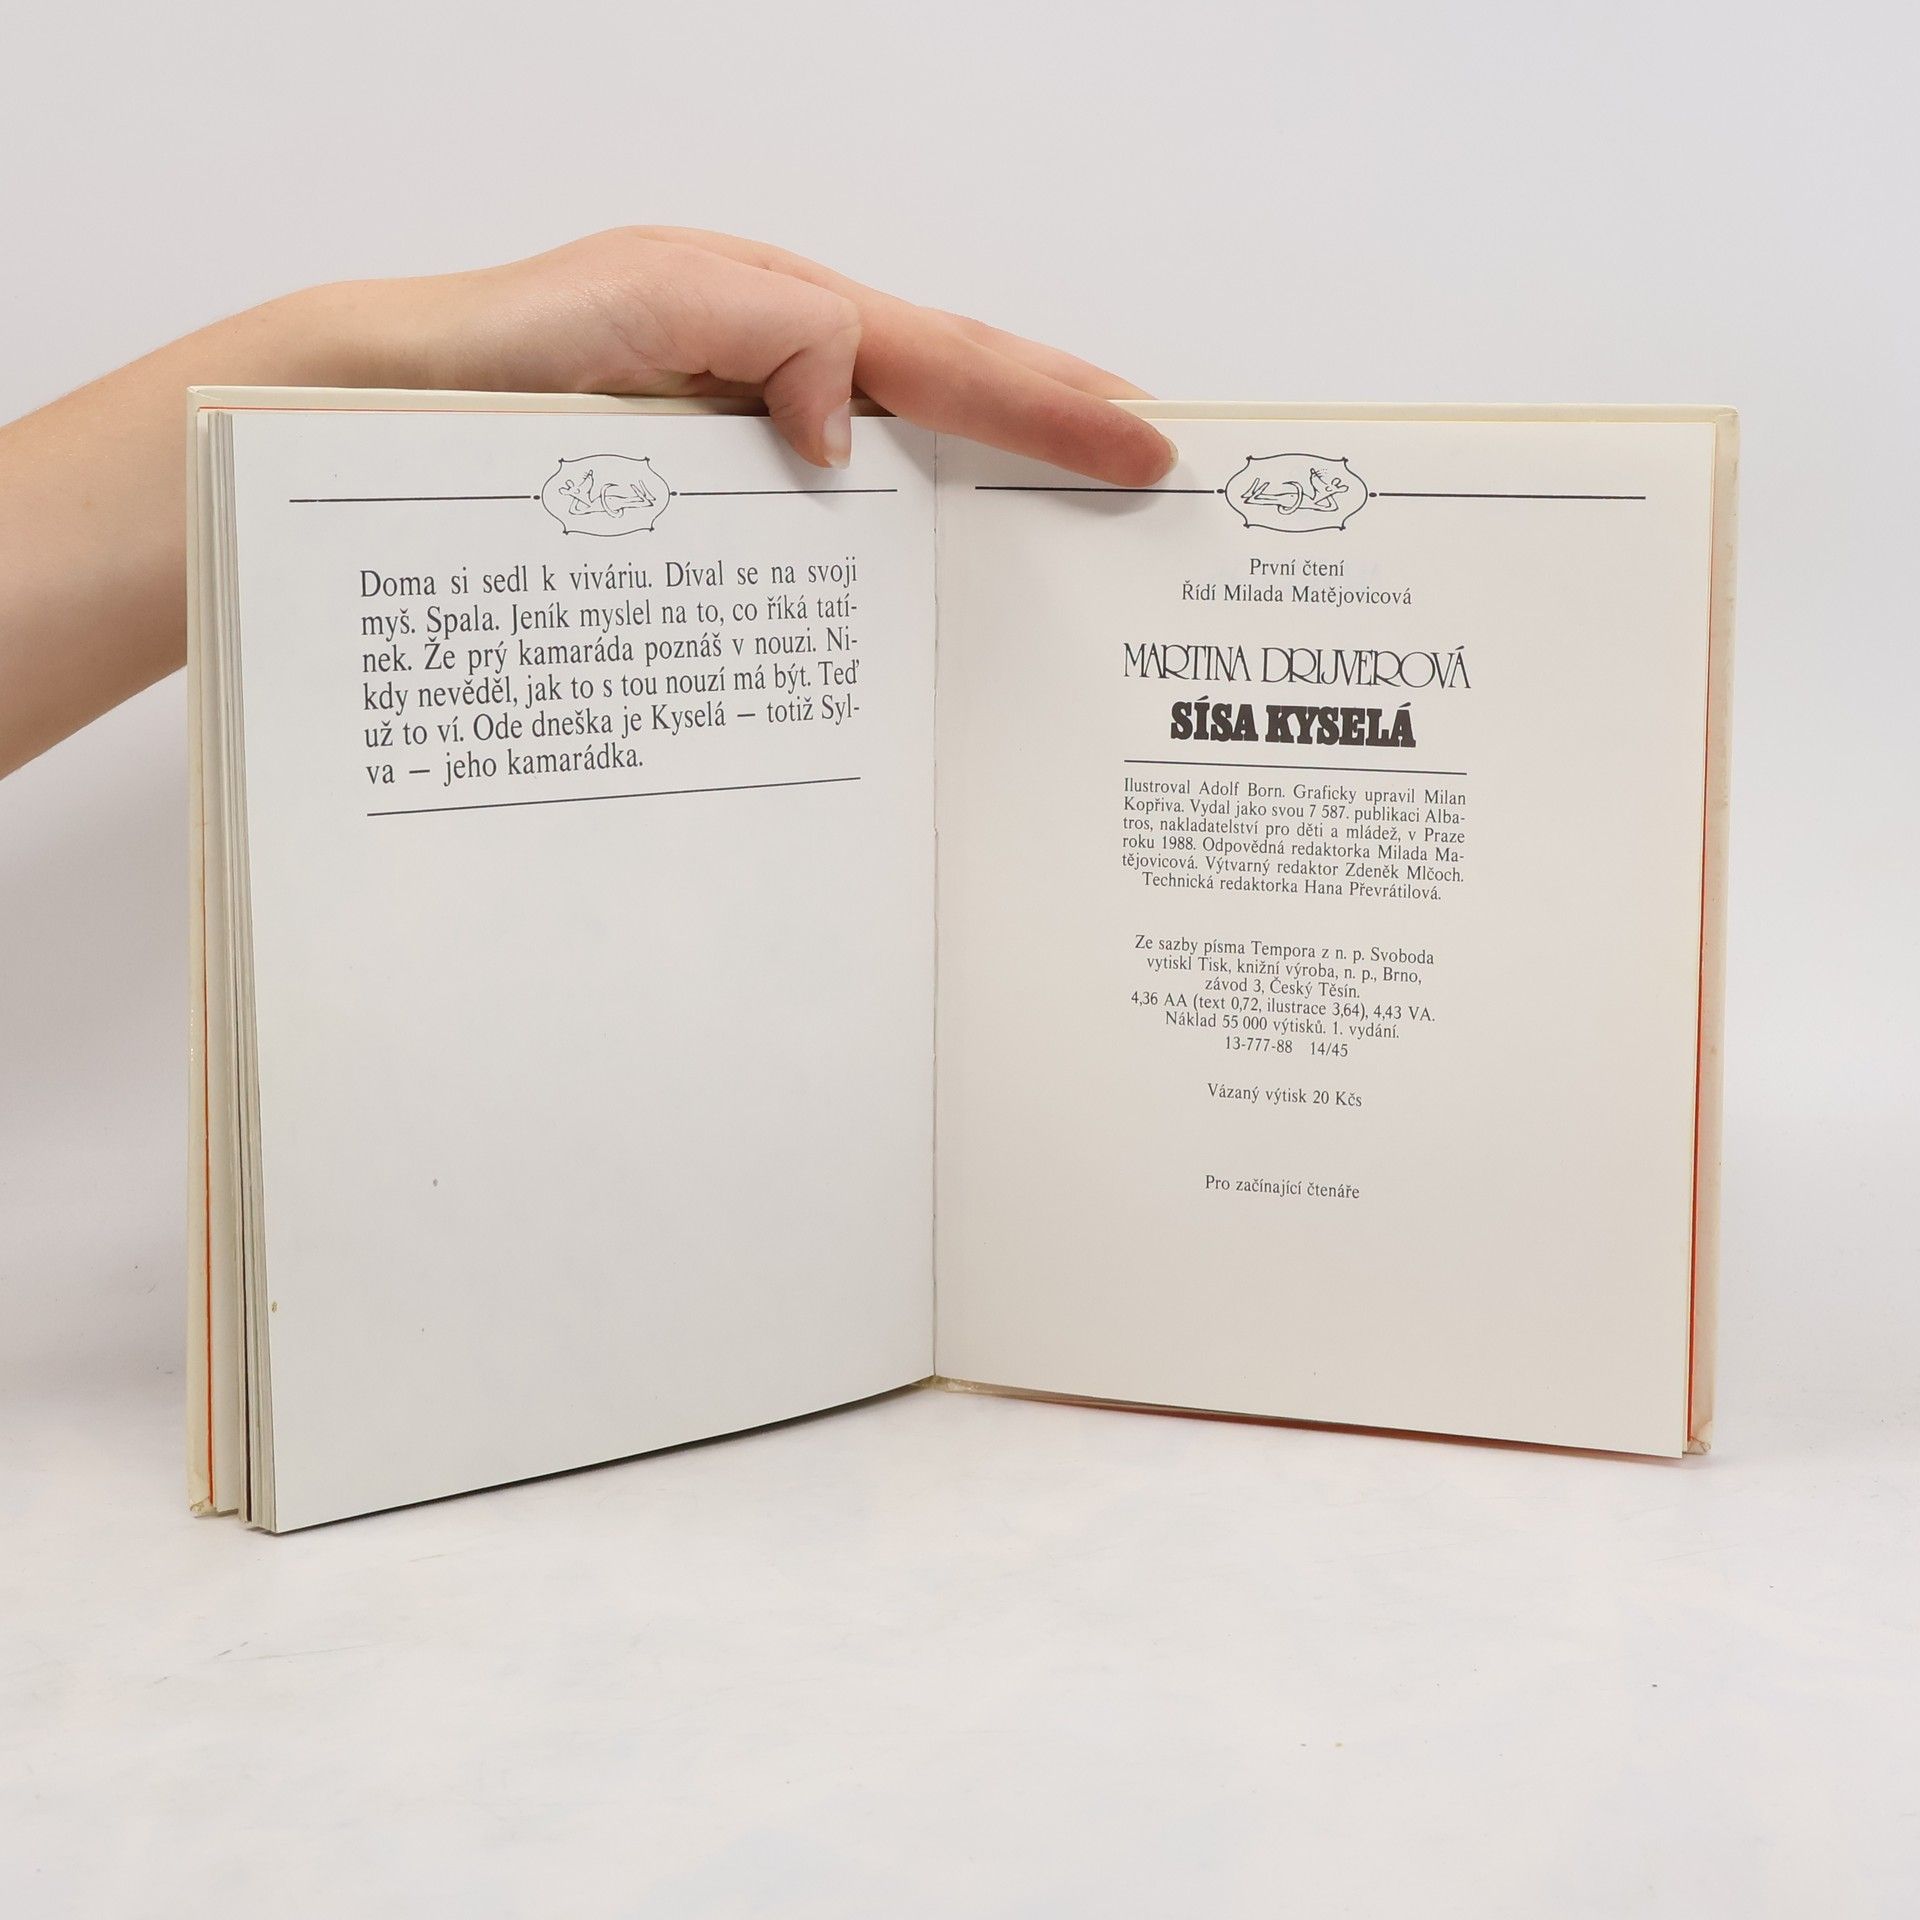 Doma si sedl k viváriu. Díval se na svoji
myš. Spala. Jeník myslel na to, co říká tatí-
nek. Že prý kamaráda poznáš v nouzi. Ni-
kdy nevěděl, jak to s tou nouzí má být. Teď
už to ví. Ode dneška je Kyselá — totiž Syl-
va — jeho kamarádka.
První čtení
Řídí Milada Matějovicová
MARTINA DRIJVEROVÁ
SÍSA KYSELÁ
Ilustroval Adolf Born. Graficky upravil Milan
Kopřiva. Vydal jako svou 7 587. publikaci Alba-
tros, nakladatelství pro děti a mládež, v Praze
roku 1988. Odpovědná redaktorka Milada Ma-
tějovicová. Výtvarný redaktor Zdeněk Mlčoch.
Technická redaktorka Hana Převrátilová.
Ze sazby písma Tempora z n. p. Svoboda
vytiskl Tisk, knižní výroba, n. p., Brno,
závod 3, Český Těsín.
4,36 AA (text 0,72, ilustrace 3,64), 4,43 VA.
Náklad 55 000 výtisků. 1. vydání.
13-777-88 14/45
Vázaný výtisk 20 Kčs
Pro začínající čtenáře